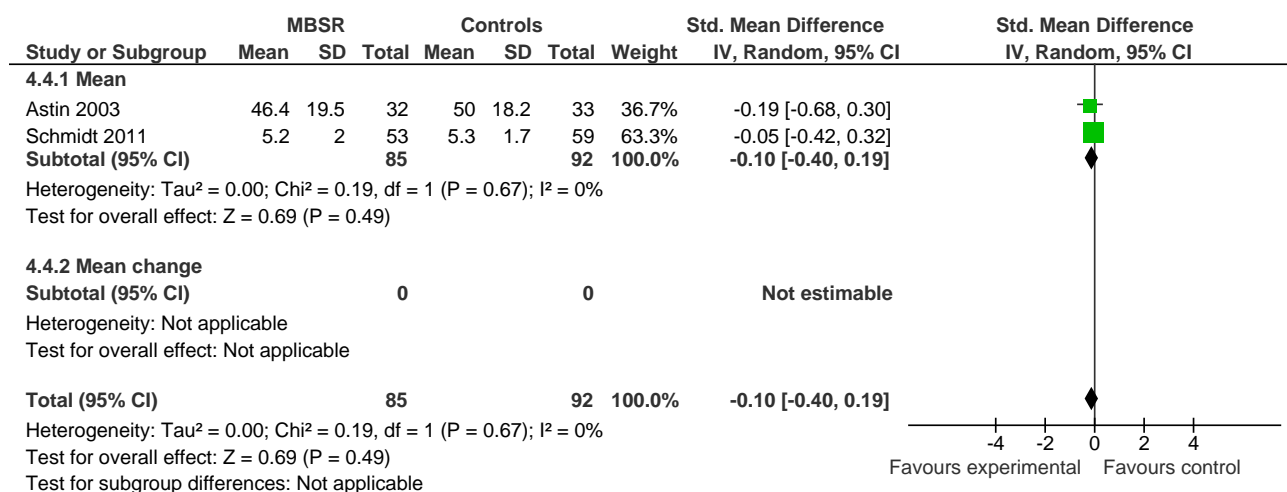 MBSR Controls Std. Mean Difference Std. Mean Difference
Study or Subgroup Mean SD Total Mean SD Total Weight IV, Random, 95% CI IV, Random, 95% CI
4.4.1 Mean
Astin 2003 46.4 19.5 32 50 18.2 33 36.7% -0.19 [-0.68, 0.30]
Schmidt 2011 5.2 2 53 5.3 1.7 59 63.3% -0.05 [-0.42, 0.32]
Subtotal (95% CI) 85 92 100.0% -0.10 [-0.40, 0.19]
Heterogeneity: Tau² = 0.00; Chi² = 0.19, df = 1 (P = 0.67); I² = 0%
Test for overall effect: Z = 0.69 (P = 0.49)
4.4.2 Mean change
Subtotal (95% CI) 0 0 Not estimable
Heterogeneity: Not applicable
Test for overall effect: Not applicable
Total (95% CI) 85 92 100.0% -0.10 [-0.40, 0.19]
Heterogeneity: Tau² = 0.00; Chi² = 0.19, df = 1 (P = 0.67); I² = 0%
Test for overall effect: Z = 0.69 (P = 0.49)
Test for subgroup differences: Not applicable
-4 -2 0 2 4
Favours experimental Favours control